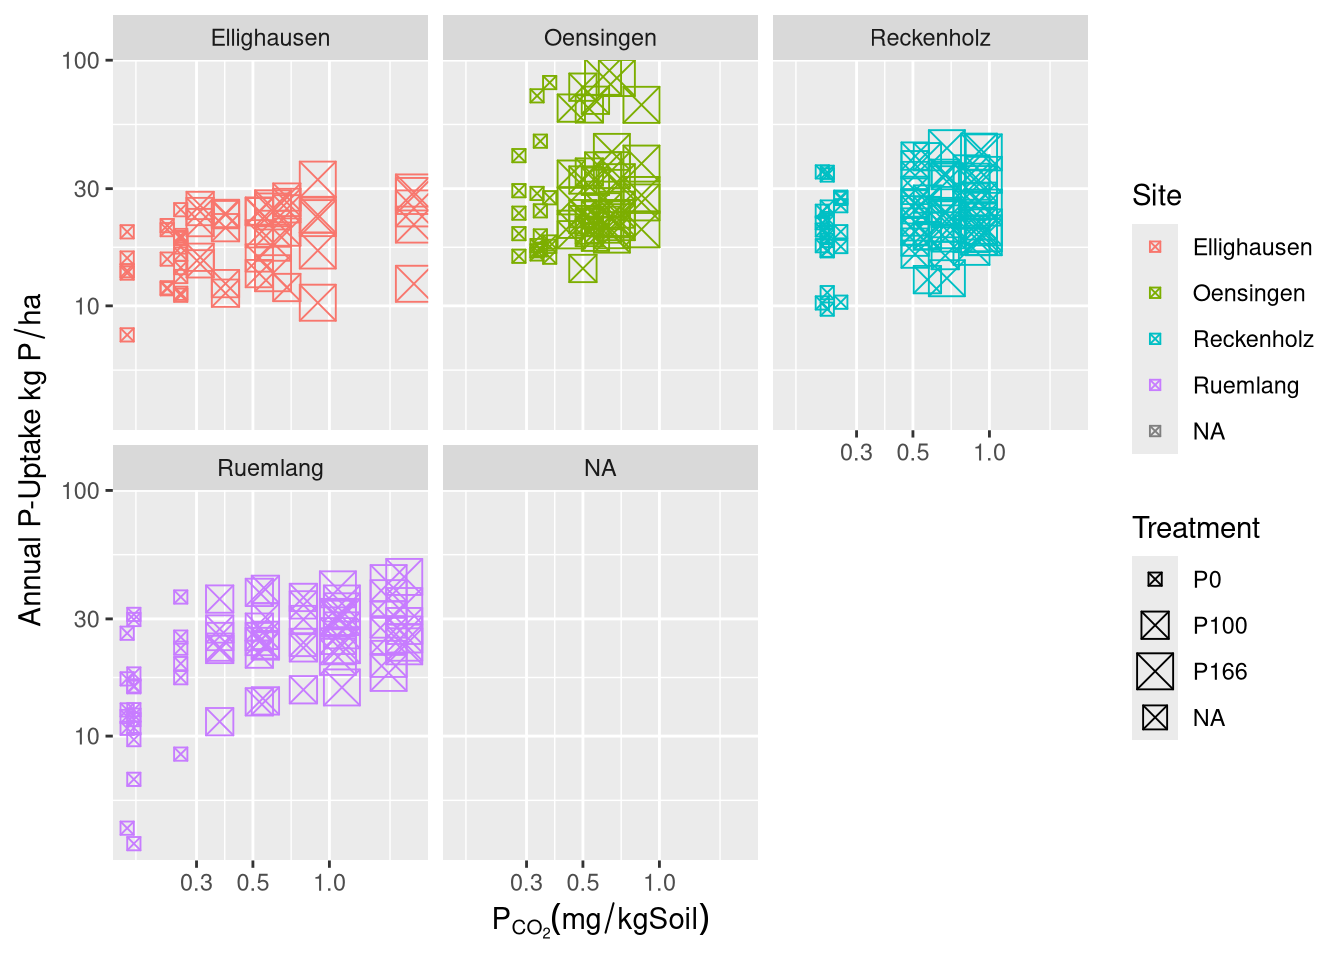 Ellighausen
Oensingen
Reckenholz
100
30
10
0.3 0.5 1.0
Ruemlang
NA
100
30
10
0.3 0.5 1.0
0.3 0.5 1.0
Annual P-Uptake kg P/ha
P_CO2(mg/kgSoil)
Site
Ellighausen
Oensingen
Reckenholz
Ruemlang
NA
Treatment
P0
P100
P166
NA